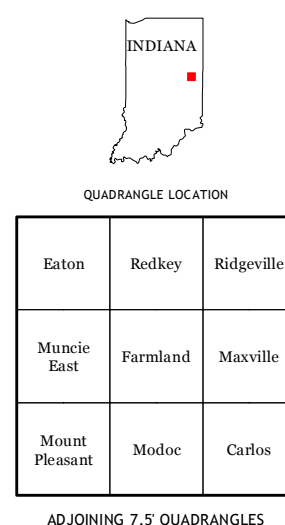 INDIANA
QUADRANGLE LOCATION
Eaton
Redkey
Ridgeville
Muncie
East
Farmland
Maxville
Mount
Pleasant
Modoc
Carlos
ADJOINING 7.5' QUADRANGLES